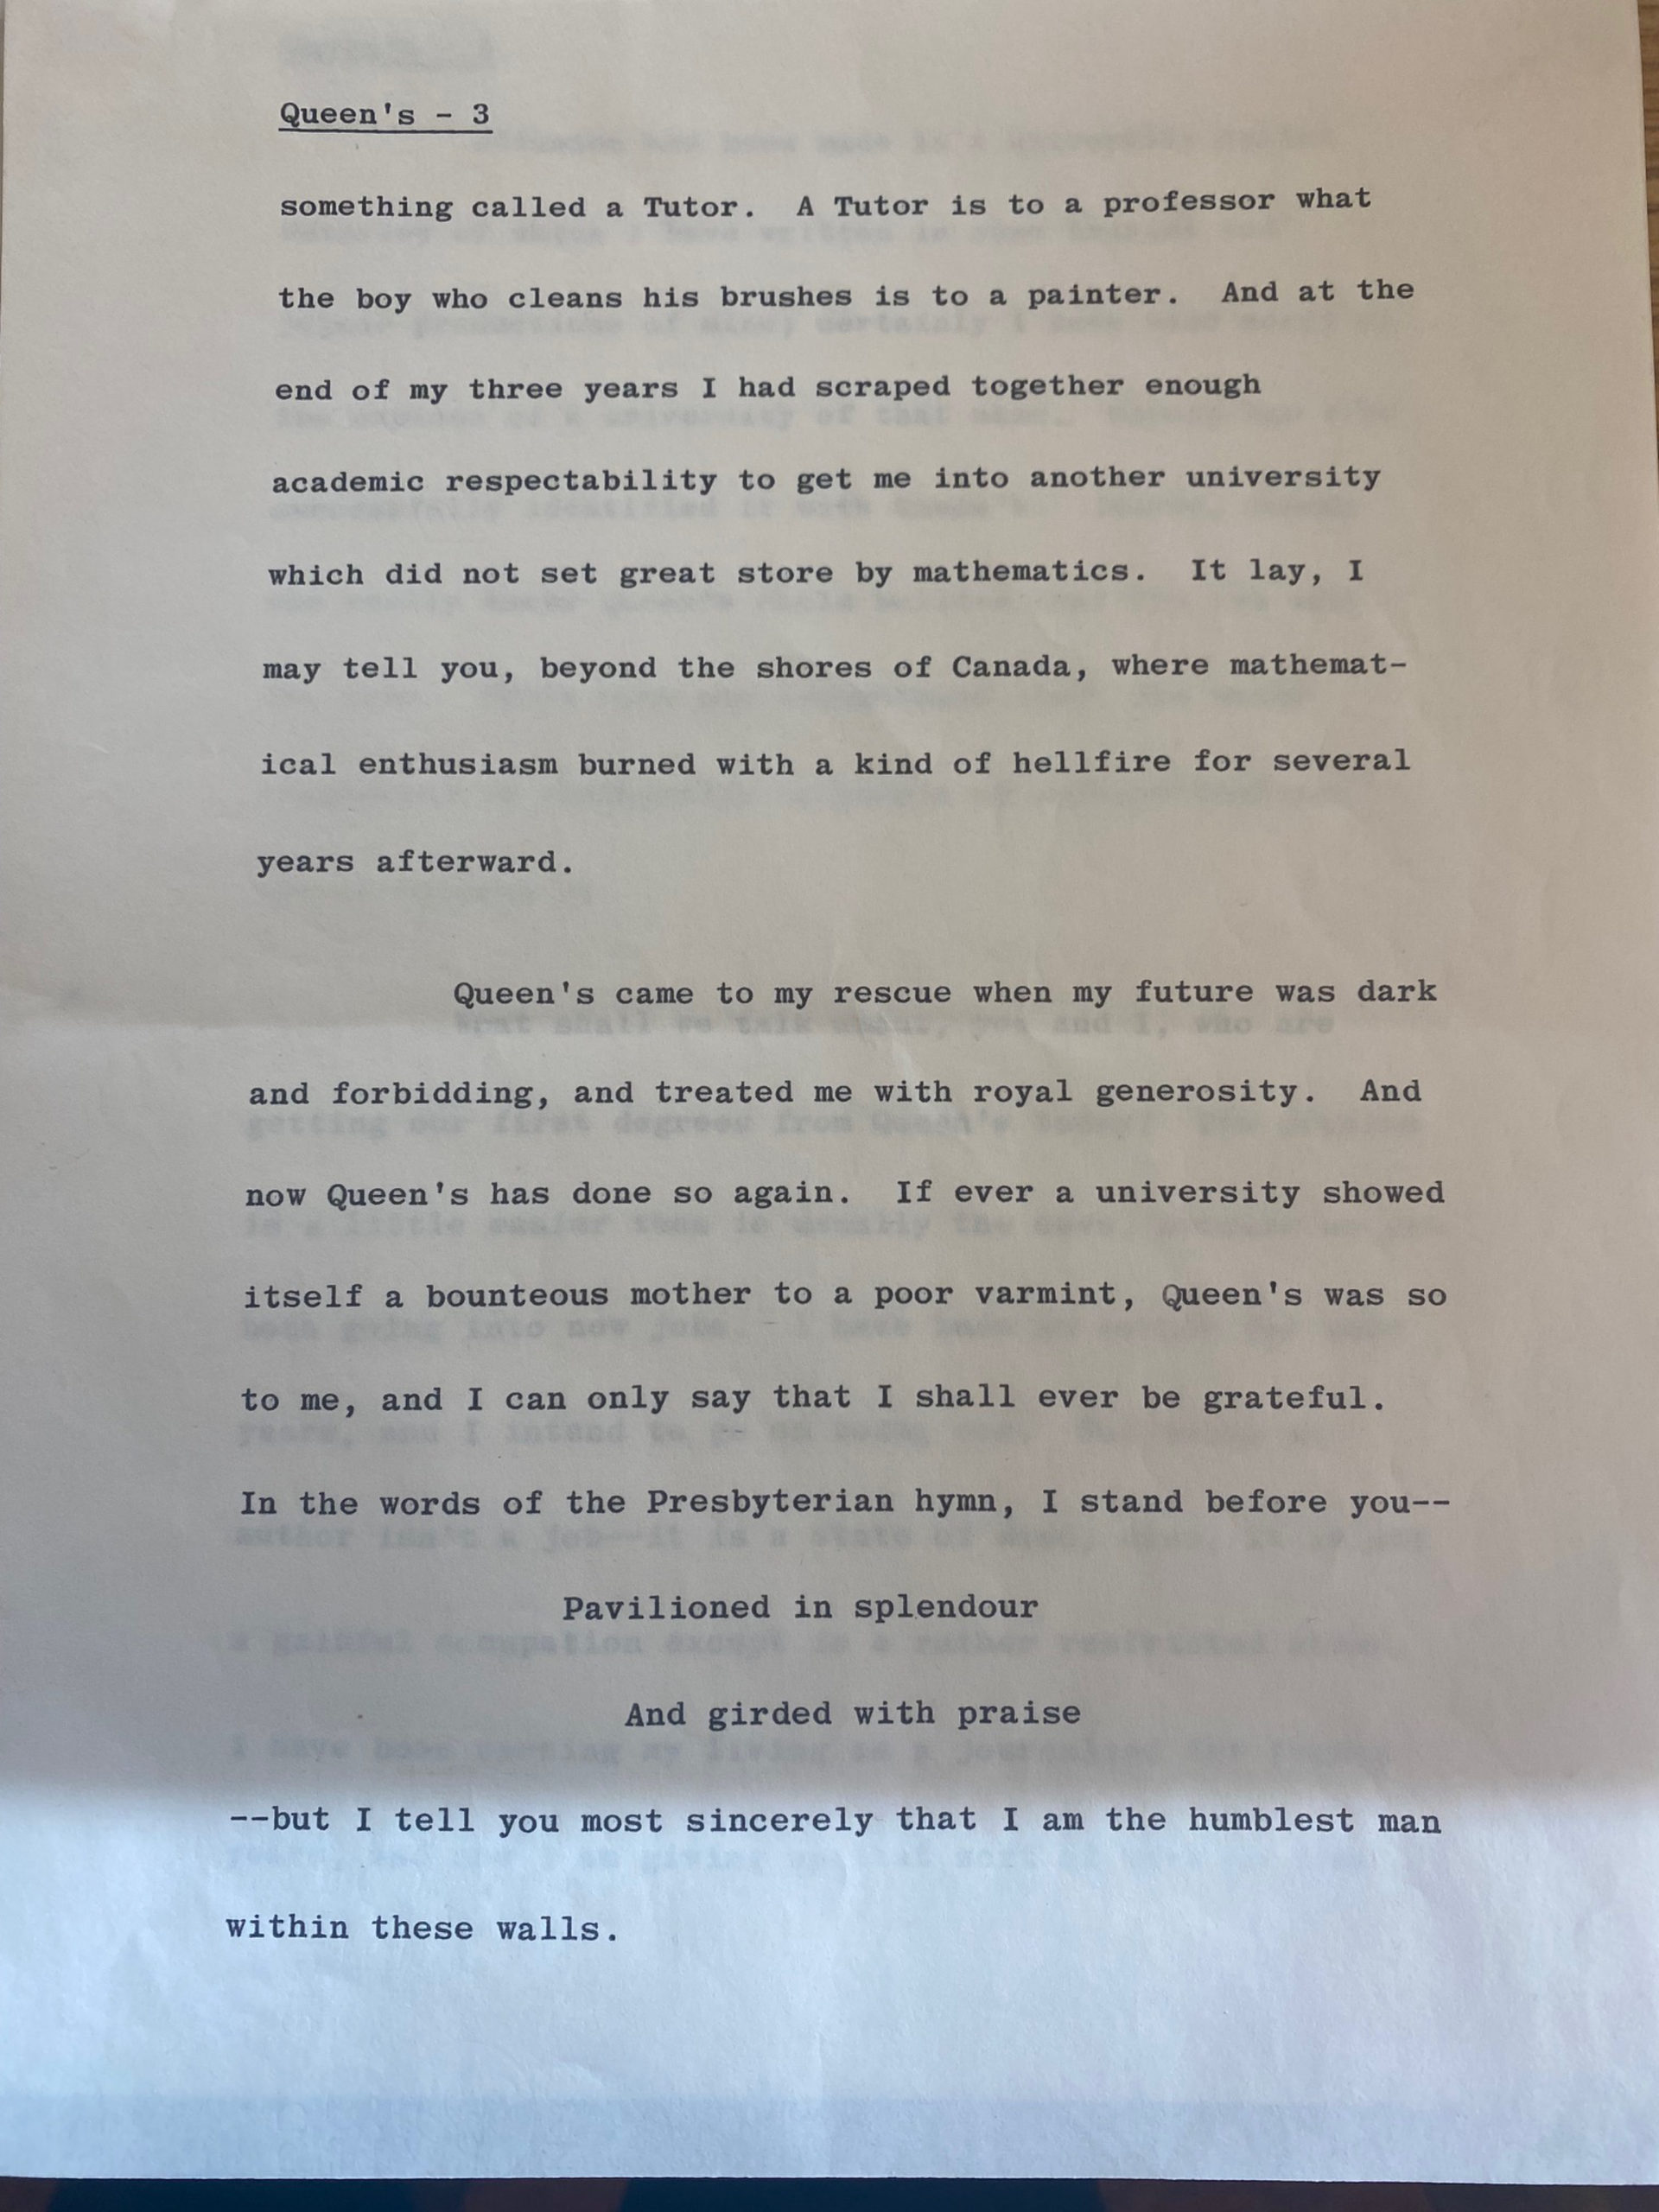 Queen's - 3
something called a Tutor.  A Tutor is to a professor what
the boy who cleans his brushes is to a painter.  And at the
end of my three years I had scraped together enough
academic respectability to get me into another university
which did not set great store by mathematics.  It lay, I
may tell you, beyond the shores of Canada, where mathemat-
ical enthusiasm burned with a kind of hellfire for several
years afterward.
Queen's came to my rescue when my future was dark
and forbidding, and treated me with royal generosity.  And
now Queen's has done so again.  If ever a university showed
itself a bounteous mother to a poor varmint, Queen's was so
to me, and I can only say that I shall ever be grateful.
In the words of the Presbyterian hymn, I stand before you--
Pavilioned in splendour
And girded with praise
--but I tell you most sincerely that I am the humblest man
within these walls.